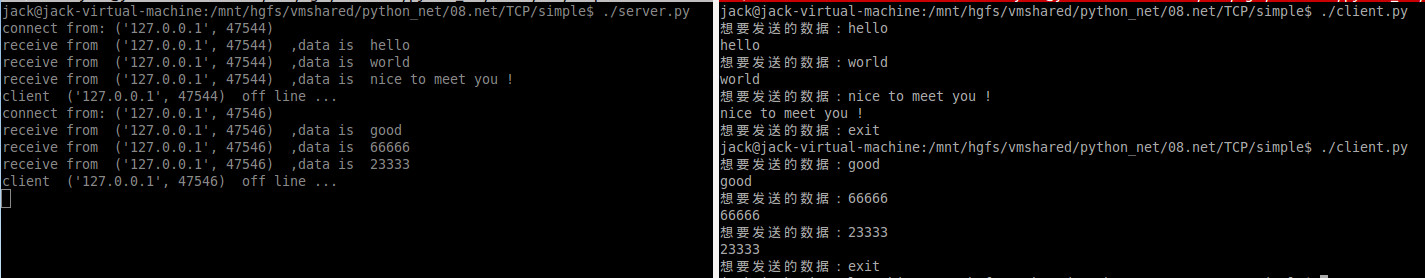 jack@jack-virtual-machine:/mnt/hgfs/vmshared/python_net/08.net/TCP/simple$ ./server.py
connect from: ('127.0.0.1', 47544)
receive from  ('127.0.0.1', 47544)  ,data is  hello
receive from  ('127.0.0.1', 47544)  ,data is  world
receive from  ('127.0.0.1', 47544)  ,data is  nice to meet you !
client  ('127.0.0.1', 47544)  off line ...
connect from: ('127.0.0.1', 47546)
receive from  ('127.0.0.1', 47546)  ,data is  good
receive from  ('127.0.0.1', 47546)  ,data is  66666
receive from  ('127.0.0.1', 47546)  ,data is  23333
client  ('127.0.0.1', 47546)  off line ...
jack@jack-virtual-machine:/mnt/hgfs/vmshared/python_net/08.net/TCP/simple$ ./client.py
想要发送的数据：hello
hello
想要发送的数据：world
world
想要发送的数据：nice to meet you !
nice to meet you !
想要发送的数据：exit
jack@jack-virtual-machine:/mnt/hgfs/vmshared/python_net/08.net/TCP/simple$ ./client.py
想要发送的数据：good
good
想要发送的数据：66666
66666
想要发送的数据：23333
23333
想要发送的数据：exit